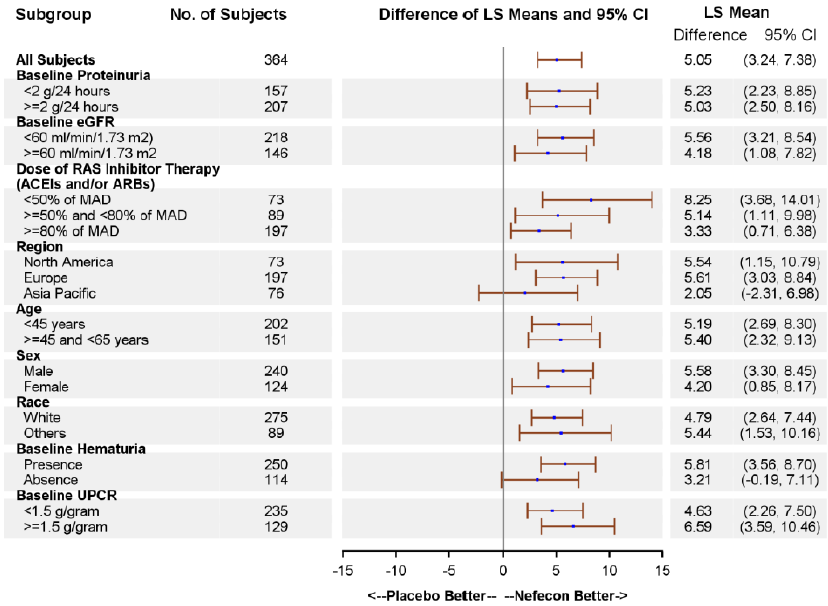 Subgroup No. of Subjects Difference of LS Means and 95% CI LS Mean
Difference 95% CI
All Subjects 364 5.05 (3.24, 7.38)
Baseline Proteinuria
<2 g/24 hours 157 5.23 (2.23, 8.85)
>=2 g/24 hours 207 5.03 (2.50, 8.16)
Baseline eGFR
<60 ml/min/1.73 m2) 218 5.56 (3.21, 8.54)
>=60 ml/min/1.73 m2 146 4.18 (1.08, 7.82)
Dose of RAS Inhibitor Therapy
(ACEIs and/or ARBs)
<50% of MAD 73 8.25 (3.68, 14.01)
>=50% and <80% of MAD 89 5.14 (1.11, 9.98)
>=80% of MAD 197 3.33 (0.71, 6.38)
Region
North America 73 5.54 (1.15, 10.79)
Europe 197 5.61 (3.03, 8.84)
Asia Pacific 76 2.05 (-2.31, 6.98)
Age
<45 years 202 5.19 (2.69, 8.30)
>=45 and <65 years 151 5.40 (2.32, 9.13)
Sex
Male 240 5.58 (3.30, 8.45)
Female 124 4.20 (0.85, 8.17)
Race
White 275 4.79 (2.64, 7.44)
Others 89 5.44 (1.53, 10.16)
Baseline Hematuria
Presence 250 5.81 (3.56, 8.70)
Absence 114 3.21 (-0.19, 7.11)
Baseline UPCR
<1.5 g/gram 235 4.63 (2.26, 7.50)
>=1.5 g/gram 129 6.59 (3.59, 10.46)
-15 -10 -5 0 5 10 15
<--Placebo Better-- --Nefecon Better->